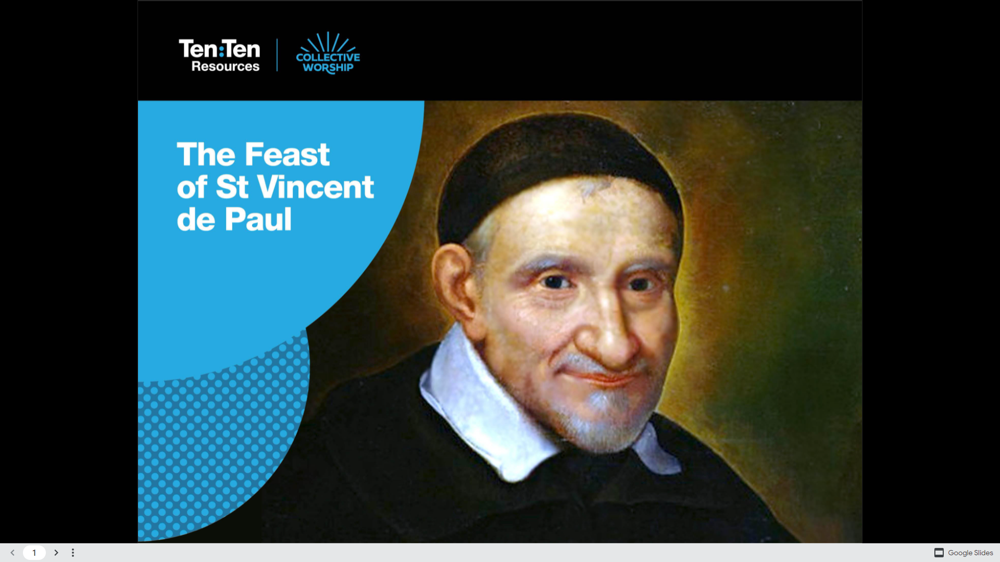 Ten:Ten
Resources
COLLECTIVE
WORSHIP
The Feast
of St Vincent
de Paul
1
Google Slides